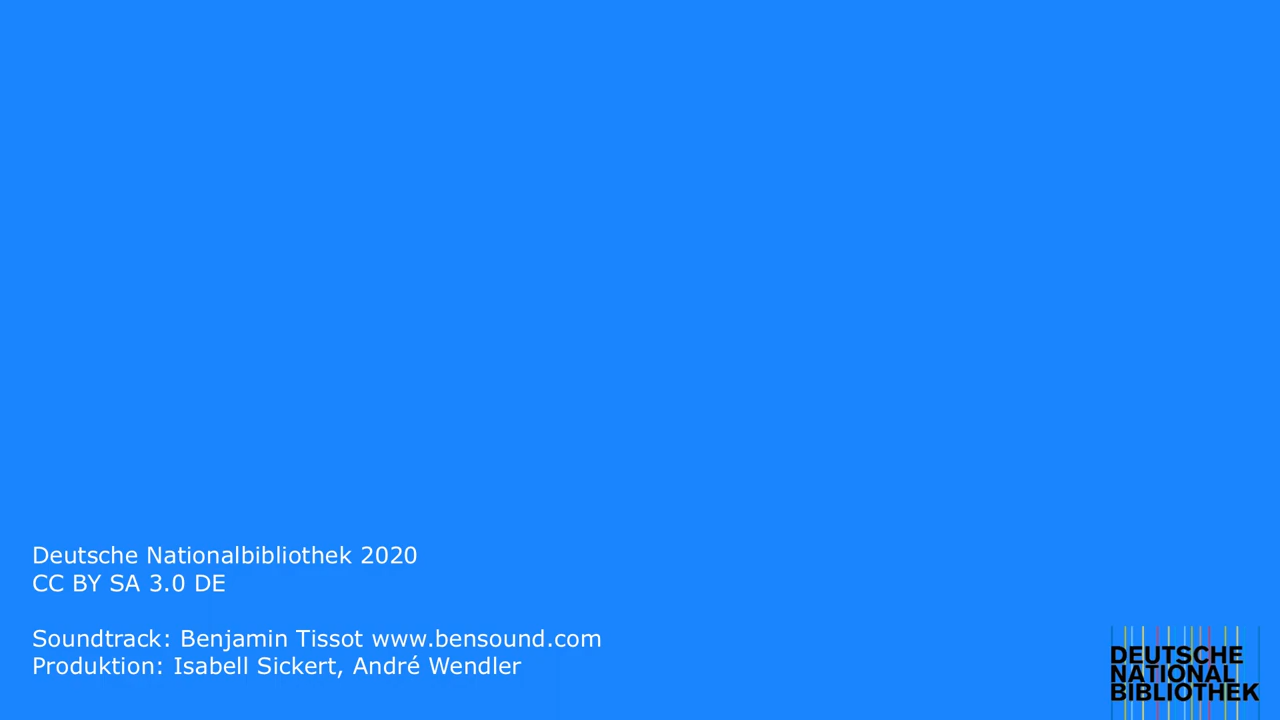 Deutsche Nationalbibliothek 2020
CC BY SA 3.0 DE
Soundtrack: Benjamin Tissot www.bensound.com
Produktion: Isabell Sickert, André Wendler
DEUTSCHE
NATIONAL
BIBLIOTHEK